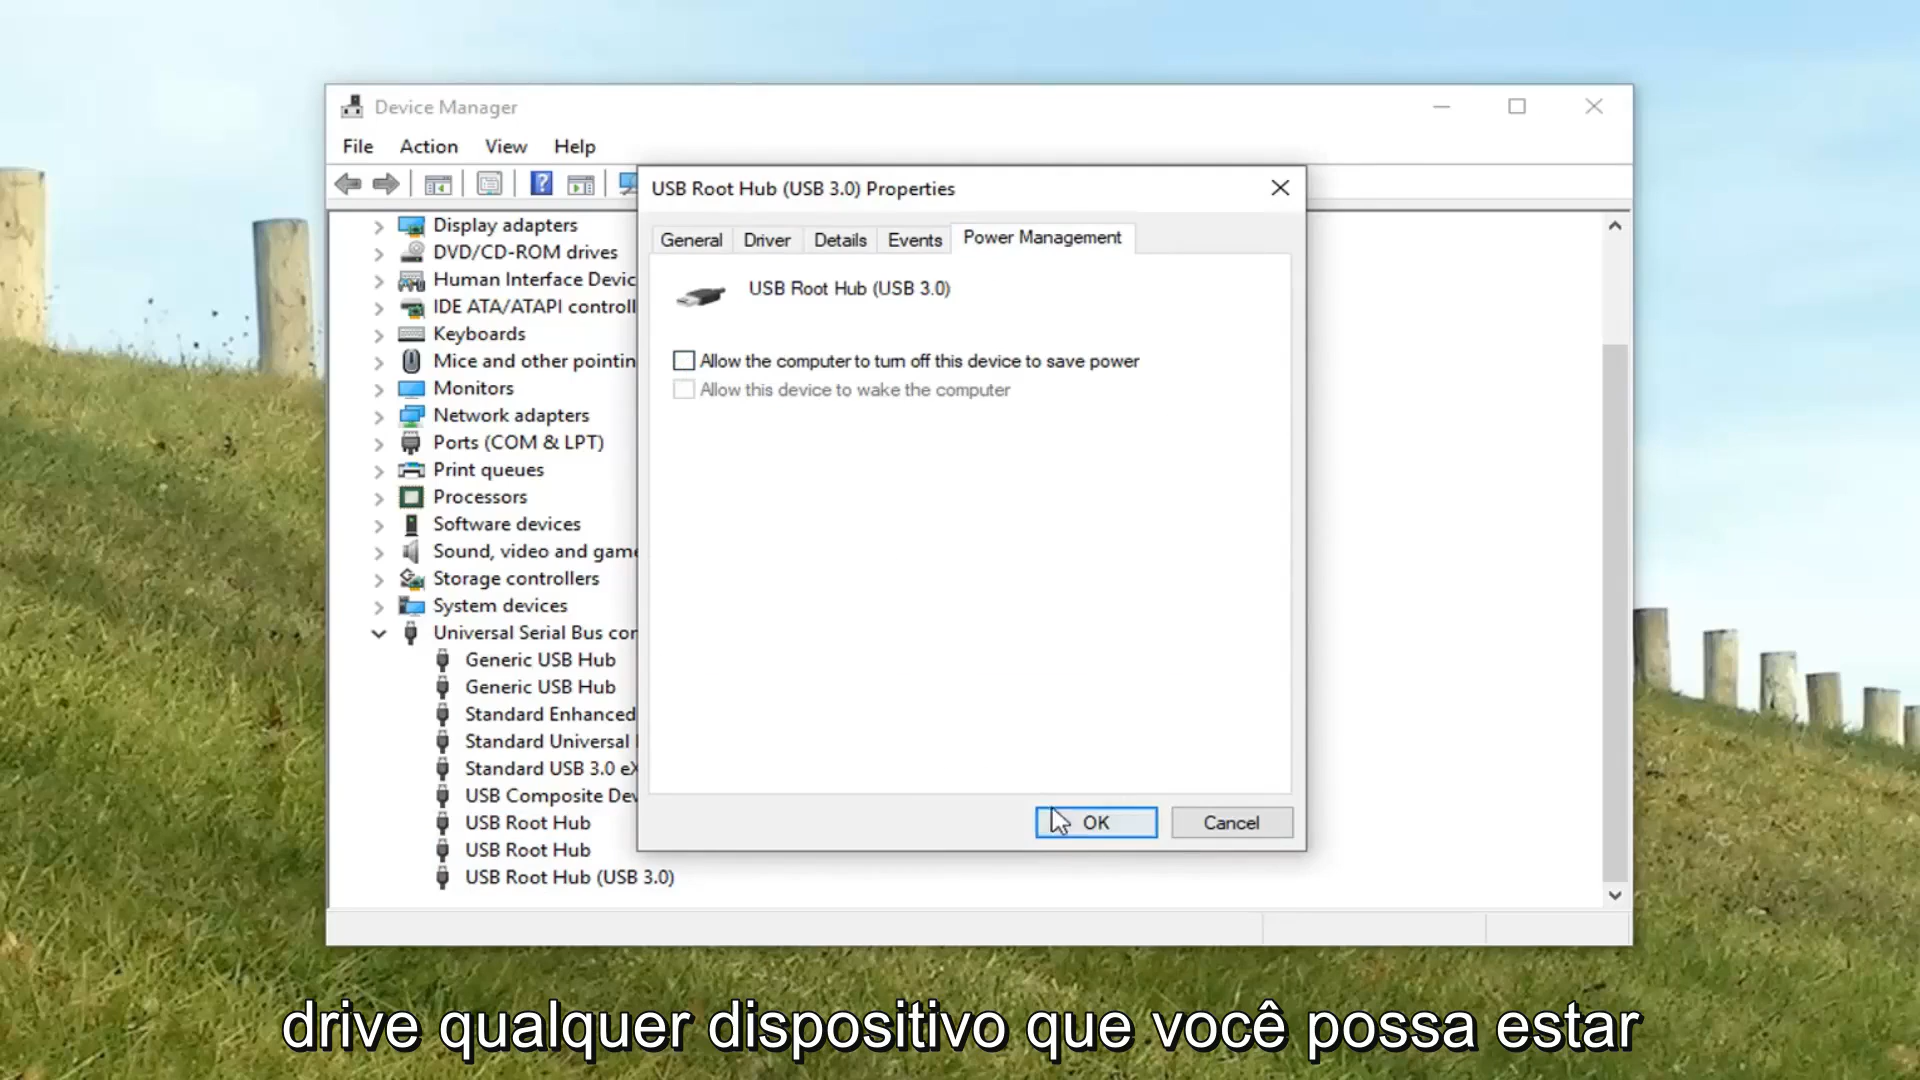 Device Manager
File Action View Help
USB Root Hub (USB 3.0) Properties
General Driver Details Events Power Management
USB Root Hub (USB 3.0)
Allow the computer to turn off this device to save power
Allow this device to wake the computer
OK Cancel
Display adapters
DVD/CD-ROM drives
Human Interface Devic
IDE ATA/ATAPI controll
Keyboards
Mice and other pointin
Monitors
Network adapters
Ports (COM & LPT)
Print queues
Processors
Software devices
Sound, video and game
Storage controllers
System devices
Universal Serial Bus con
Generic USB Hub
Generic USB Hub
Standard Enhanced
Standard Universal
Standard USB 3.0 eX
USB Composite Dev
USB Root Hub
USB Root Hub
USB Root Hub (USB 3.0)
drive qualquer dispositivo que você possa estar